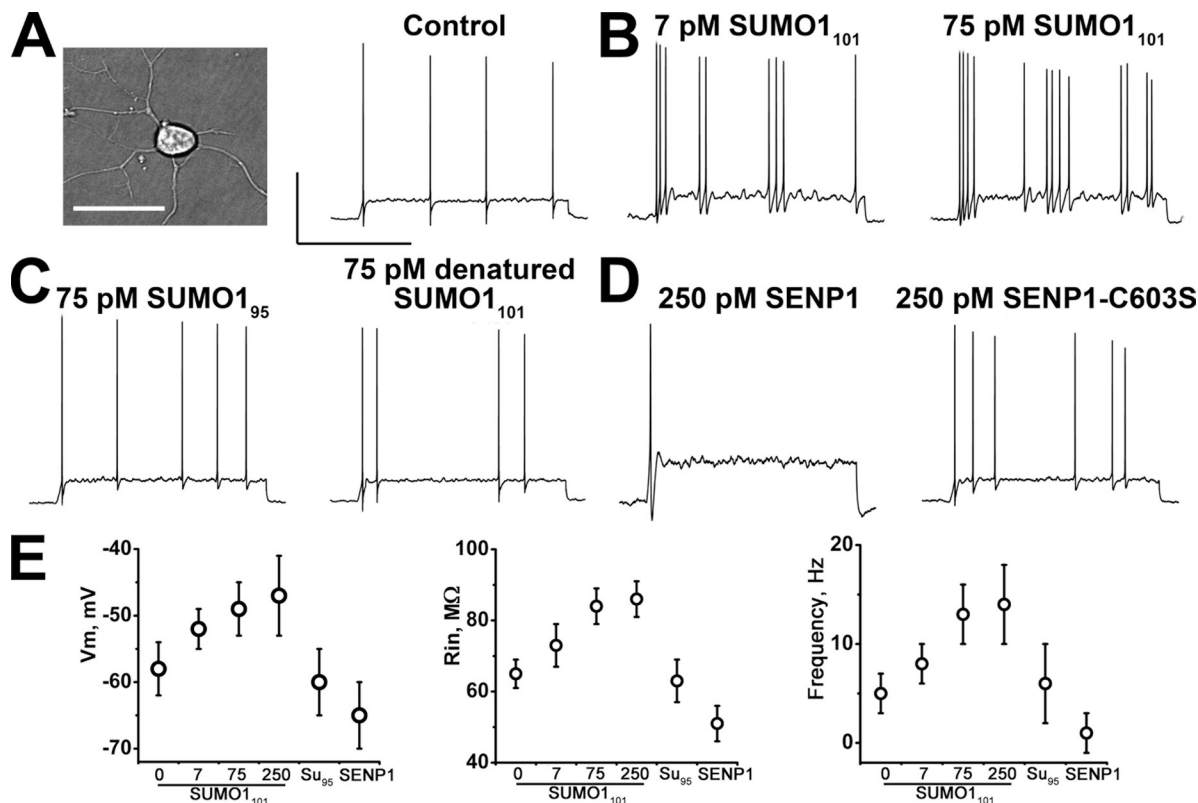 A
Control
B
7 pM SUMO1₁₀₁
75 pM SUMO1₁₀₁
C
75 pM SUMO1₉₅
75 pM denatured
SUMO1₁₀₁
D
250 pM SENP1
250 pM SENP1-C603S
E
Vm, mV
-40
-50
-60
-70
0 7 75 250 Su₉₅ SENP1
SUMO1₁₀₁
Rin, MΩ
100
80
60
40
0 7 75 250 Su₉₅ SENP1
SUMO1₁₀₁
Frequency, Hz
20
10
0
0 7 75 250 Su₉₅ SENP1
SUMO1₁₀₁